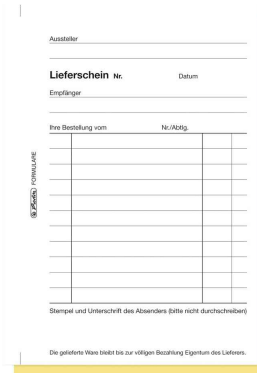 Aussteller
Lieferschein Nr. Datum
Empfänger
Ihre Bestellung vom Nr./Abtlg.
FORMULARE
Stempel und Unterschrift des Absenders (bitte nicht durchschreiben)
Die gelieferte Ware bleibt bis zur völligen Bezahlung Eigentum des Lieferers.